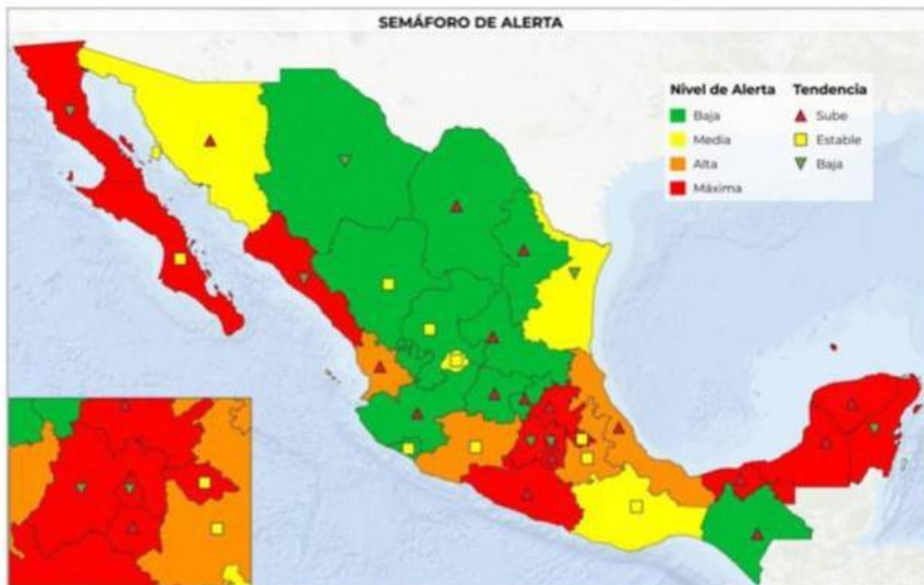 SEMÁFORO DE ALERTA
Nivel de Alerta
Baja
Media
Alta
Máxima
Tendencia
Sube
Estable
Baja